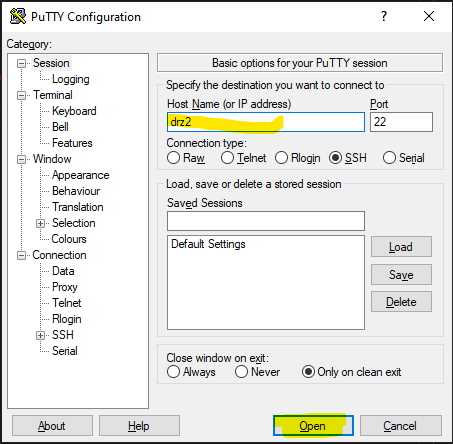 PuTTY Configuration
Category:
Session
Logging
Terminal
Keyboard
Bell
Features
Window
Appearance
Behaviour
Translation
Selection
Colours
Connection
Data
Proxy
Telnet
Rlogin
SSH
Serial
Basic options for your PuTTY session
Specify the destination you want to connect to
Host Name (or IP address) Port
drz2 22
Connection type:
Raw Telnet Rlogin SSH Serial
Load, save or delete a stored session
Saved Sessions
Default Settings
Load
Save
Delete
Close window on exit:
Always Never Only on clean exit
About Help Open Cancel